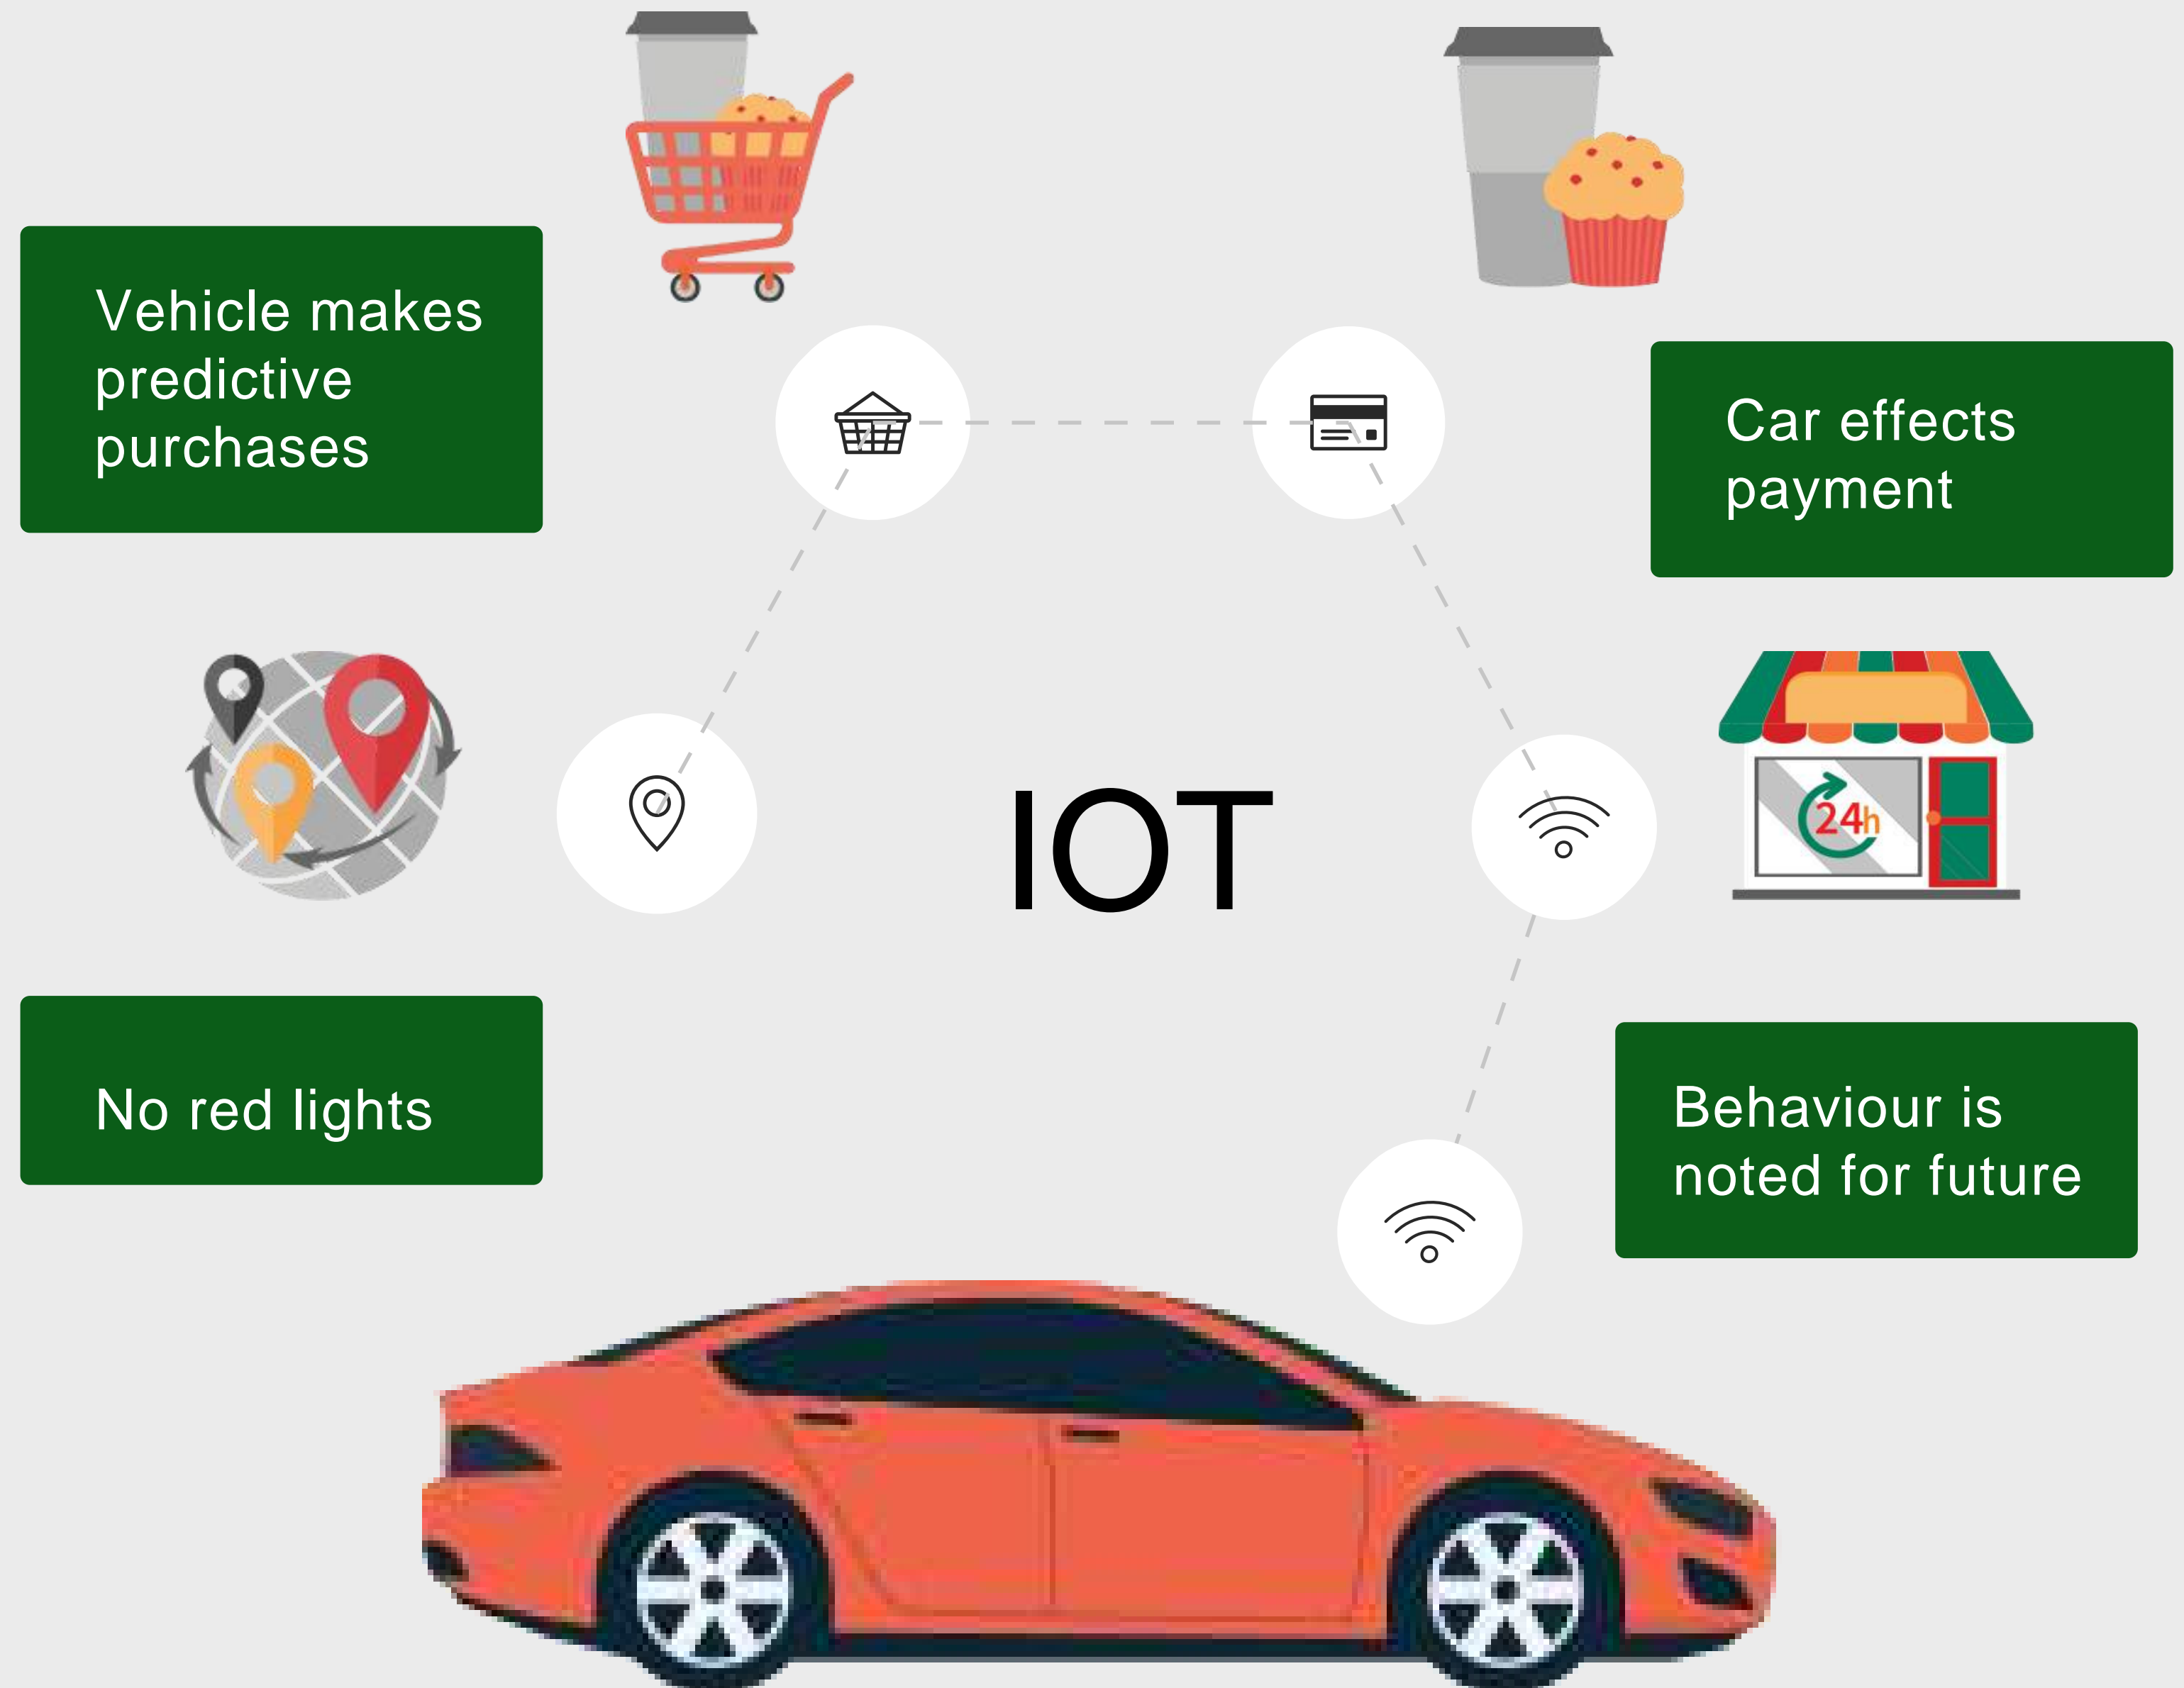 Vehicle makes
predictive
purchases
Car effects
payment
IOT
24h
No red lights
Behaviour is
noted for future